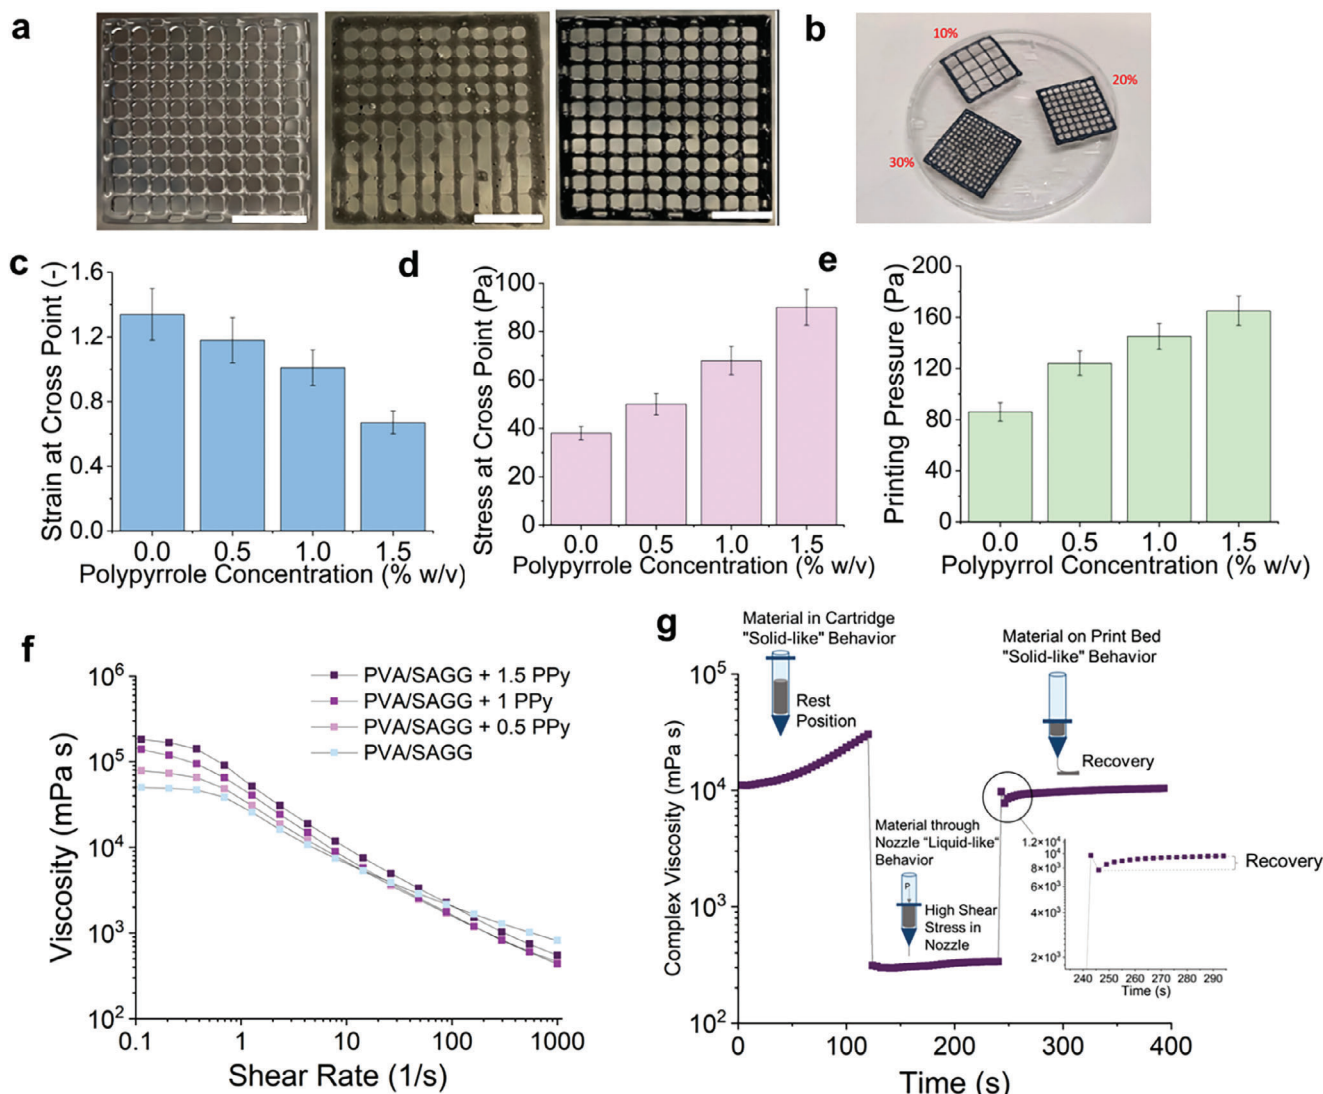 a
b
10%
20%
30%
c
Strain at Cross Point (-)
1.6
1.2
0.8
0.4
0.0
0.0 0.5 1.0 1.5
Polypyrrole Concentration (% w/v)
d
Stress at Cross Point (Pa)
100
80
60
40
20
0
0.0 0.5 1.0 1.5
Polypyrrole Concentration (% w/v)
e
Printing Pressure (Pa)
200
160
120
80
40
0
0.0 0.5 1.0 1.5
Polypyrrol Concentration (% w/v)
f
Viscosity (mPa s)
10⁶
10⁵
10⁴
10³
10²
PVA/SAGG + 1.5 PPy
PVA/SAGG + 1 PPy
PVA/SAGG + 0.5 PPy
PVA/SAGG
0.1 1 10 100 1000
Shear Rate (1/s)
g
Complex Viscosity (mPa s)
10⁵
10⁴
10³
10²
Material in Cartridge
"Solid-like" Behavior
Rest
Position
Material through
Nozzle "Liquid-like"
Behavior
P
High Shear
Stress in
Nozzle
Material on Print Bed
"Solid-like" Behavior
Recovery
1.2×10⁴
10⁴
8×10³
6×10³
4×10³
2×10³
Recovery
240 250 260 270 280 290
Time (s)
0 100 200 300 400
Time (s)